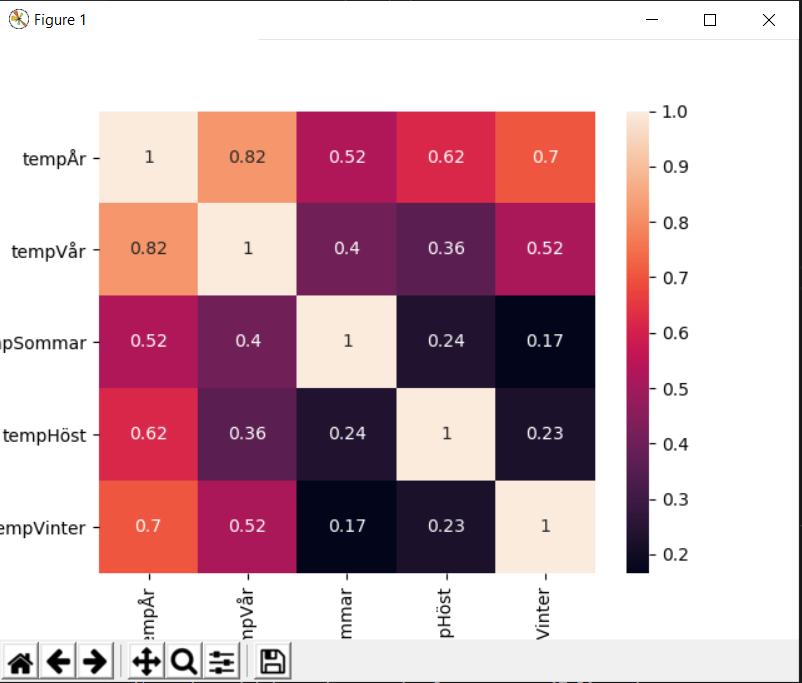 Figure 1
1.0
tempÅr 1 0.82 0.52 0.62 0.7
0.9
0.8
tempVår 0.82 1 0.4 0.36 0.52
0.7
0.6
pSommar 0.52 0.4 1 0.24 0.17
0.5
0.4
tempHöst 0.62 0.36 0.24 1 0.23
0.3
empVinter 0.7 0.52 0.17 0.23 1
0.2
empÅr mpVår mmar pHöst Vinter